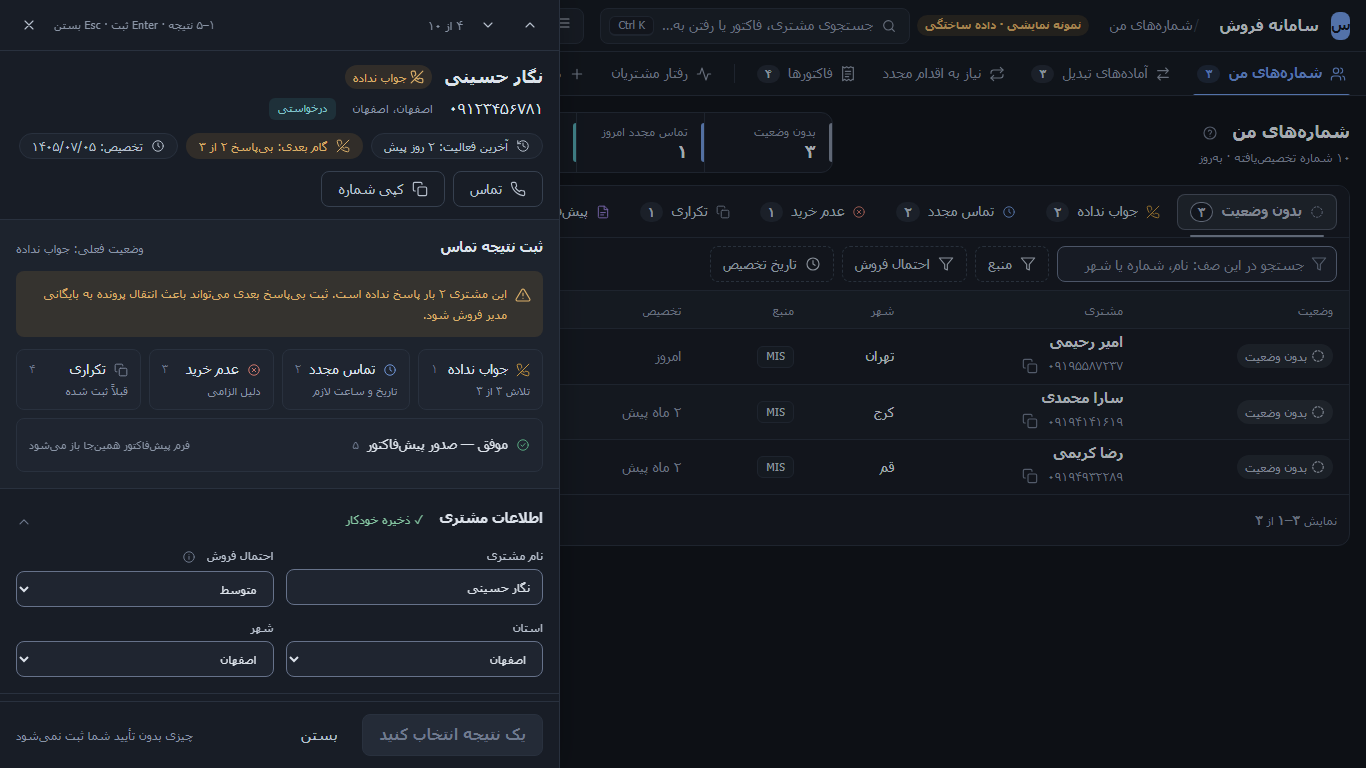 س
سامانه فروش
/ شماره‌های من
نمونه نمایشی · داده ساختگی
جستجوی مشتری، فاکتور یا رفتن به... Ctrl K
شماره‌های من ۳
آماده‌های تبدیل ۳
نیاز به اقدام مجدد
فاکتورها ۴
رفتار مشتریان
شماره‌های من
۱۰ شماره تخصیص‌یافته · به‌روز
بدون وضعیت
۳
تماس مجدد امروز
۱
بدون وضعیت ۳
جواب نداده ۲
تماس مجدد ۲
عدم خرید ۱
تکراری ۱
جستجو در این صف: نام، شماره یا شهر
منبع
احتمال فروش
تاریخ تخصیص
وضعیت مشتری شهر منبع تخصیص
بدون وضعیت امیر رحیمی تهران MIS امروز
۰۹۱۹۵۵۸۷۲۳۷
بدون وضعیت سارا محمدی کرج MIS ۲ ماه پیش
۰۹۱۹۴۱۴۱۶۱۹
بدون وضعیت رضا کریمی قم MIS ۲ ماه پیش
۰۹۱۹۴۹۳۲۲۸۹
نمایش ۱–۳ از ۳
۴ از ۱۰
۱–۵ نتیجه · Enter ثبت · Esc بستن
نگار حسینی جواب نداده
۰۹۱۲۳۴۵۶۷۸۱ اصفهان، اصفهان درخواستی
آخرین فعالیت: ۲ روز پیش
گام بعدی: بی‌پاسخ ۲ از ۳
تخصیص: ۱۴۰۵/۰۷/۰۵
تماس
کپی شماره
ثبت نتیجه تماس
وضعیت فعلی: جواب نداده
این مشتری ۲ بار پاسخ نداده است. ثبت بی‌پاسخ بعدی می‌تواند باعث انتقال پرونده به بایگانی
مدیر فروش شود.
جواب نداده ۱
تلاش ۳ از ۳
تماس مجدد ۲
تاریخ و ساعت لازم
عدم خرید ۳
دلیل الزامی
تکراری ۴
قبلاً ثبت شده
موفق — صدور پیش‌فاکتور ۵
فرم پیش‌فاکتور همین‌جا باز می‌شود
اطلاعات مشتری
✓ ذخیره خودکار
نام مشتری
نگار حسینی
احتمال فروش
متوسط
استان
اصفهان
شهر
اصفهان
یک نتیجه انتخاب کنید
بستن
چیزی بدون تأیید شما ثبت نمی‌شود